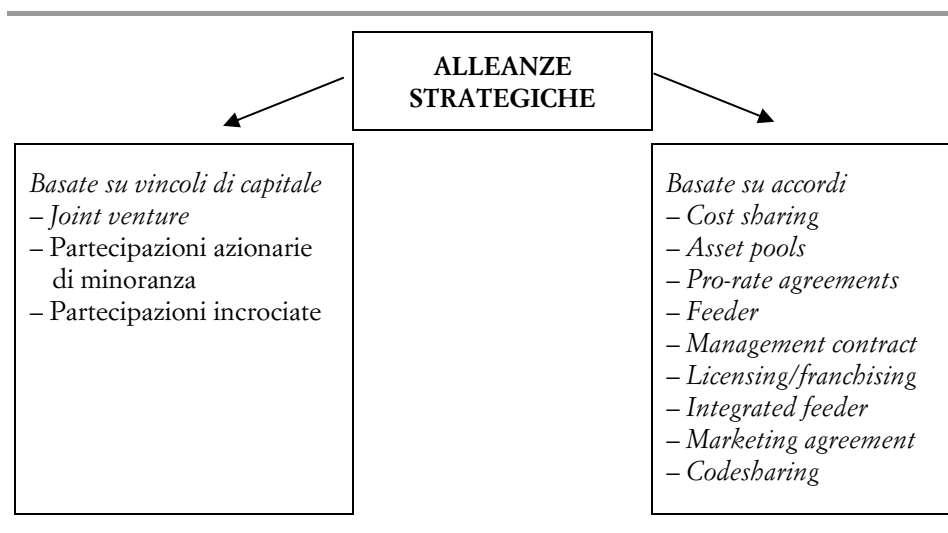 ALLEANZE
STRATEGICHE
Basate su vincoli di capitale
– Joint venture
– Partecipazioni azionarie
di minoranza
– Partecipazioni incrociate
Basate su accordi
– Cost sharing
– Asset pools
– Pro-rate agreements
– Feeder
– Management contract
– Licensing/franchising
– Integrated feeder
– Marketing agreement
– Codesharing